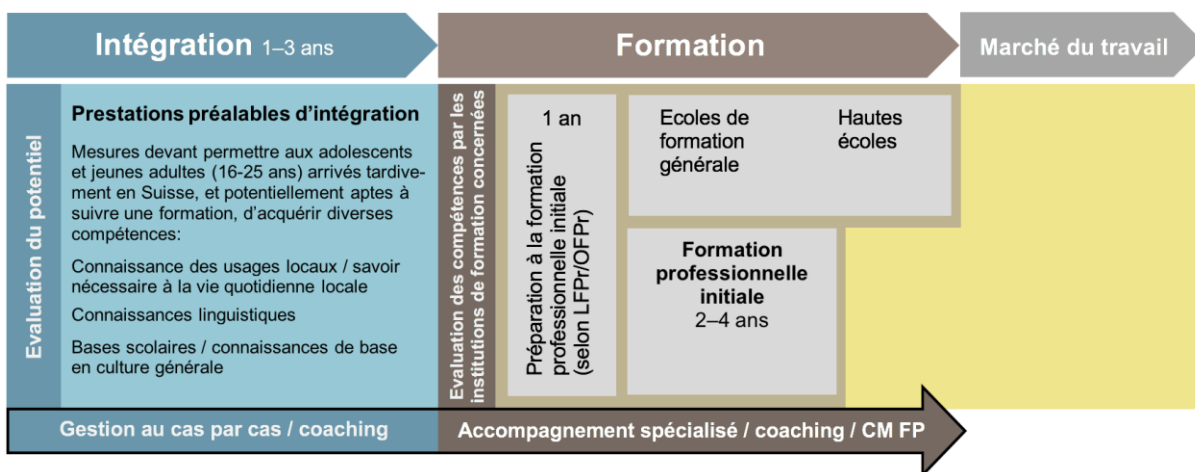 Intégration 1–3 ans
Formation
Marché du travail
Evaluation du potentiel
Prestations préalables d’intégration
Mesures devant permettre aux adolescents
et jeunes adultes (16-25 ans) arrivés tardive-
ment en Suisse, et potentiellement aptes à
suivre une formation, d’acquérir diverses
compétences:
Connaissance des usages locaux / savoir
nécessaire à la vie quotidienne locale
Connaissances linguistiques
Bases scolaires / connaissances de base
en culture générale
Evaluation des compétences par les
institutions de formation concernées
1 an
Préparation à la formation
professionnelle initiale
(selon LFPr/OFPr)
Ecoles de
formation
générale
Hautes
écoles
Formation
professionnelle
initiale
2–4 ans
Gestion au cas par cas / coaching
Accompagnement spécialisé / coaching / CM FP